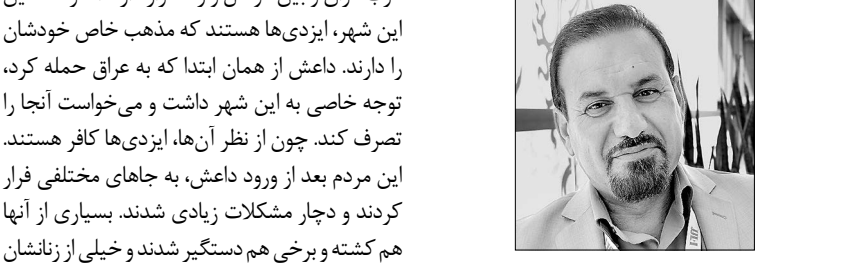 این شهر، ایزدی‌ها هستند که مذهب خاص خودشان
را دارند. داعش از همان ابتدا که به عراق حمله کرد،
توجه خاصی به این شهر داشت و می‌خواست آنجا را
تصرف کند. چون از نظر آن‌ها، ایزدی‌ها کافر هستند.
این مردم بعد از ورود داعش، به جاهای مختلفی فرار
کردند و دچار مشکلات زیادی شدند. بسیاری از آنها
هم کشته و برخی هم دستگیر شدند و خیلی از زنانشان